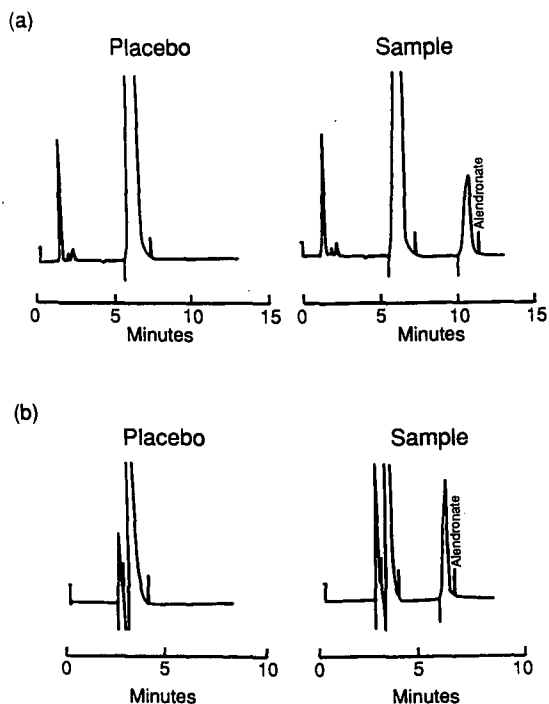 (a)
Placebo Sample
Alendronate
0 5 10 15 0 5 10 15
Minutes Minutes
(b)
Placebo Sample
Alendronate
0 5 10 0 5 10
Minutes Minutes